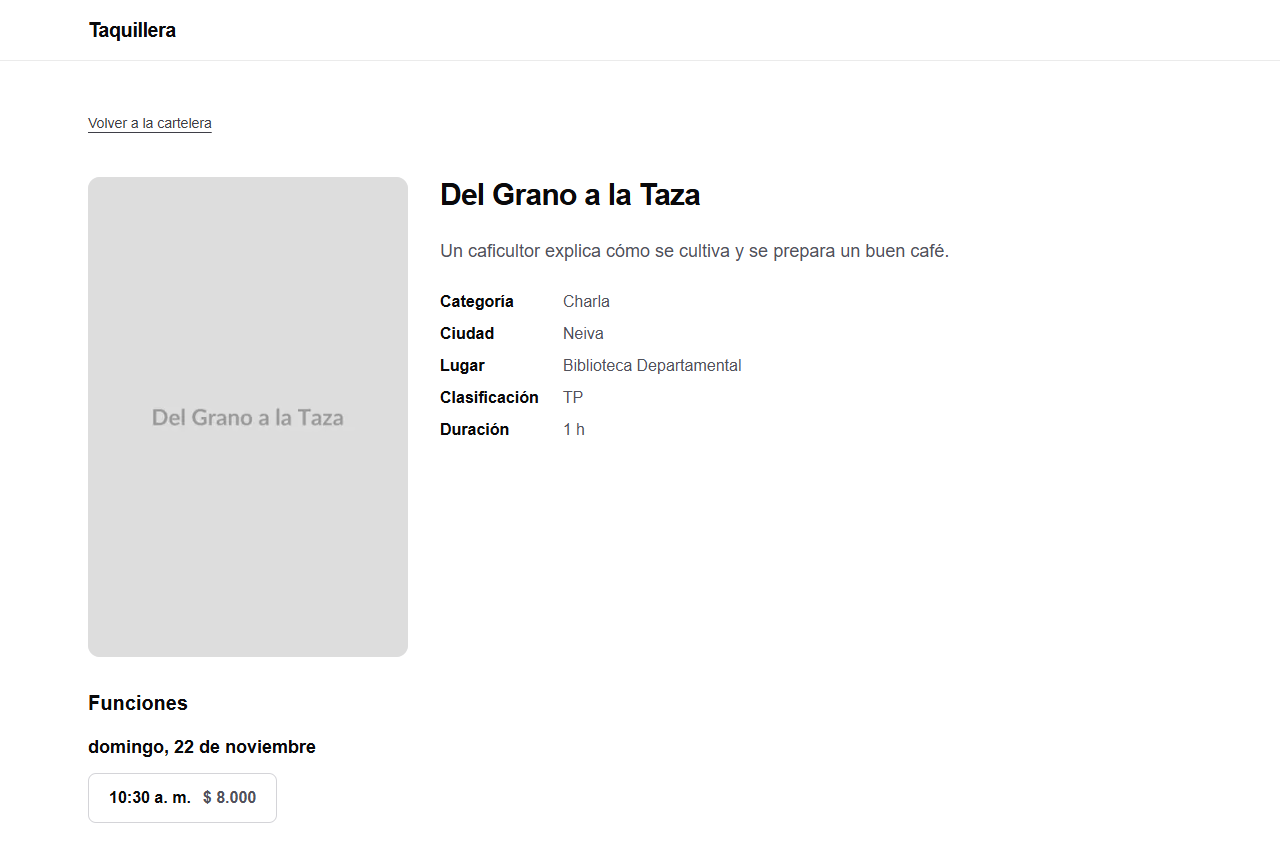 Taquillera
Volver a la cartelera
Del Grano a la Taza
Del Grano a la Taza
Un caficultor explica cómo se cultiva y se prepara un buen café.
Categoría Charla
Ciudad Neiva
Lugar Biblioteca Departamental
Clasificación TP
Duración 1 h
Funciones
domingo, 22 de noviembre
10:30 a. m. $ 8.000